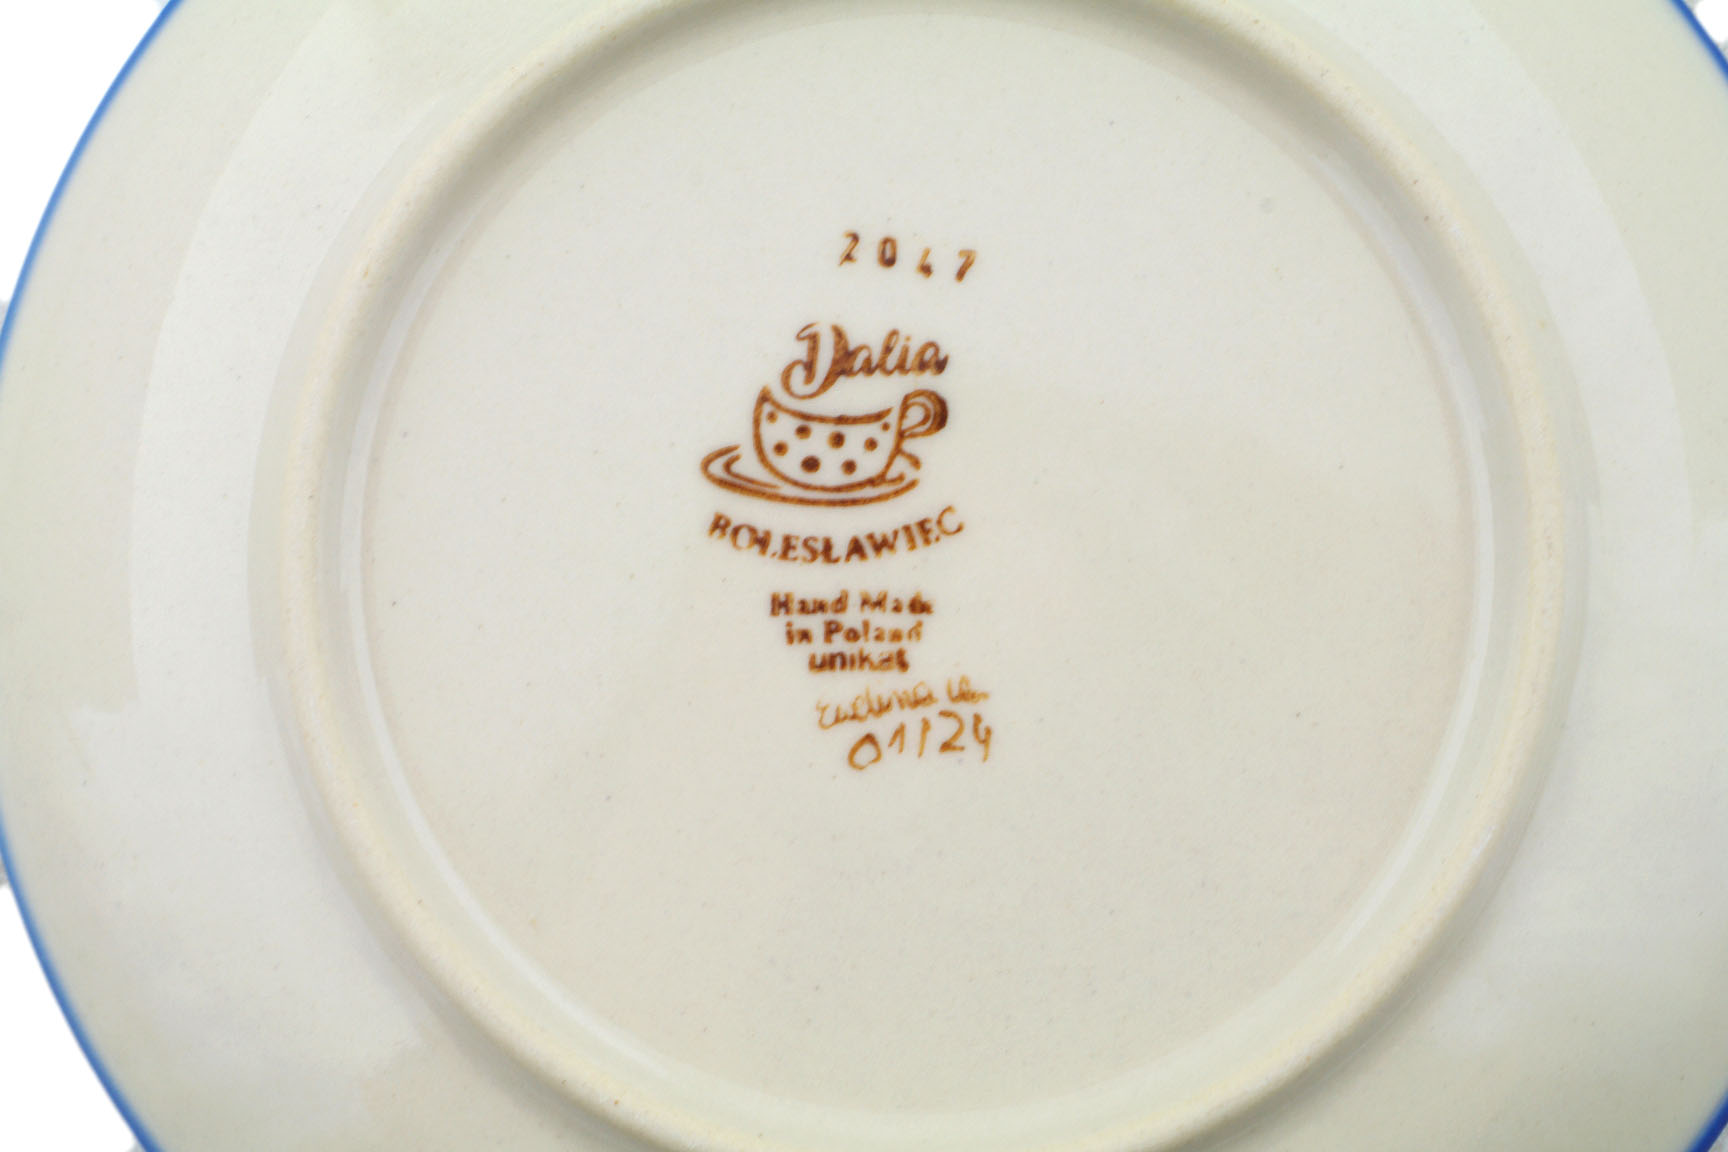 2047
Dalia
BOLESŁAWIEC
Hand Made
in Poland
unikat
01/24